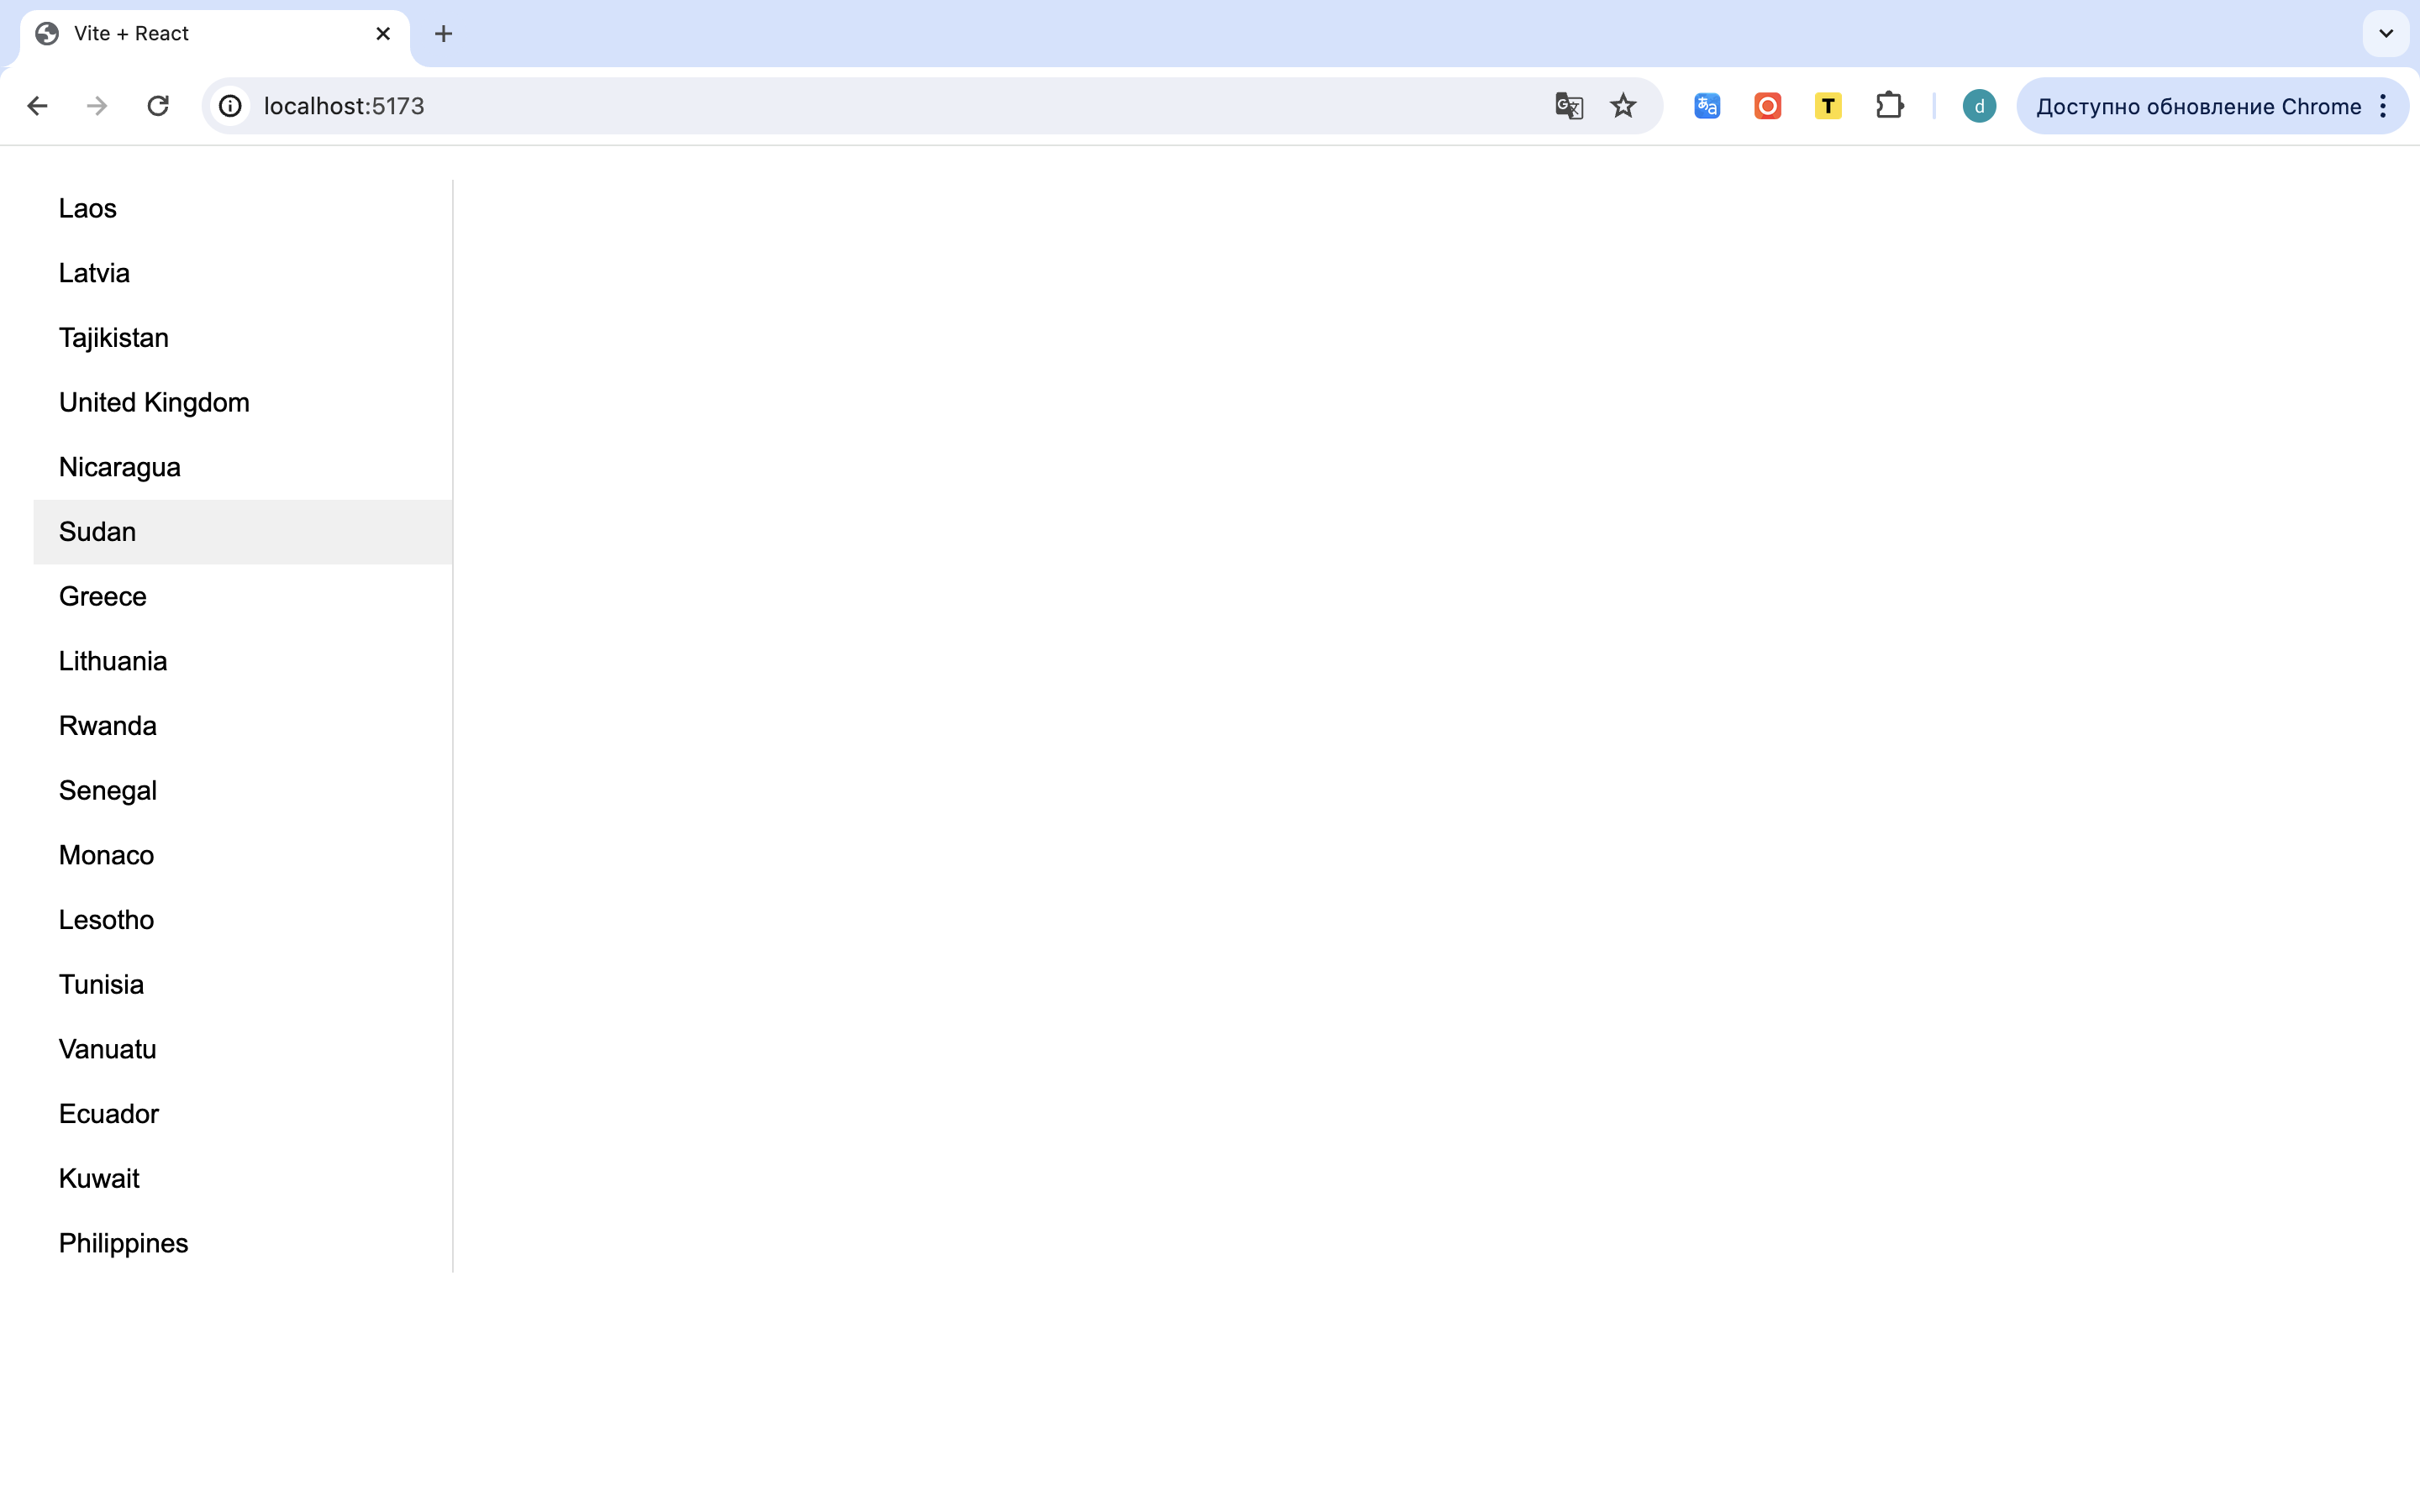 Vite + React
localhost:5173
T
d
Доступно обновление Chrome
Laos
Latvia
Tajikistan
United Kingdom
Nicaragua
Sudan
Greece
Lithuania
Rwanda
Senegal
Monaco
Lesotho
Tunisia
Vanuatu
Ecuador
Kuwait
Philippines